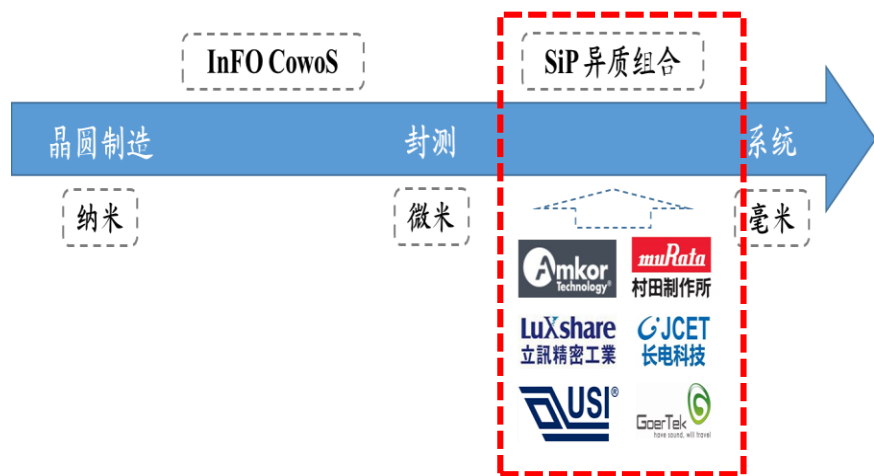 InFO CowoS
SiP 异质组合
晶圆制造
封测
系统
纳米
微米
毫米
Amkor
Technology®
muRata
村田制作所
LUXshare
立訊精密工業
JCET
长电科技
USI®
GoerTek
have sound, will travel